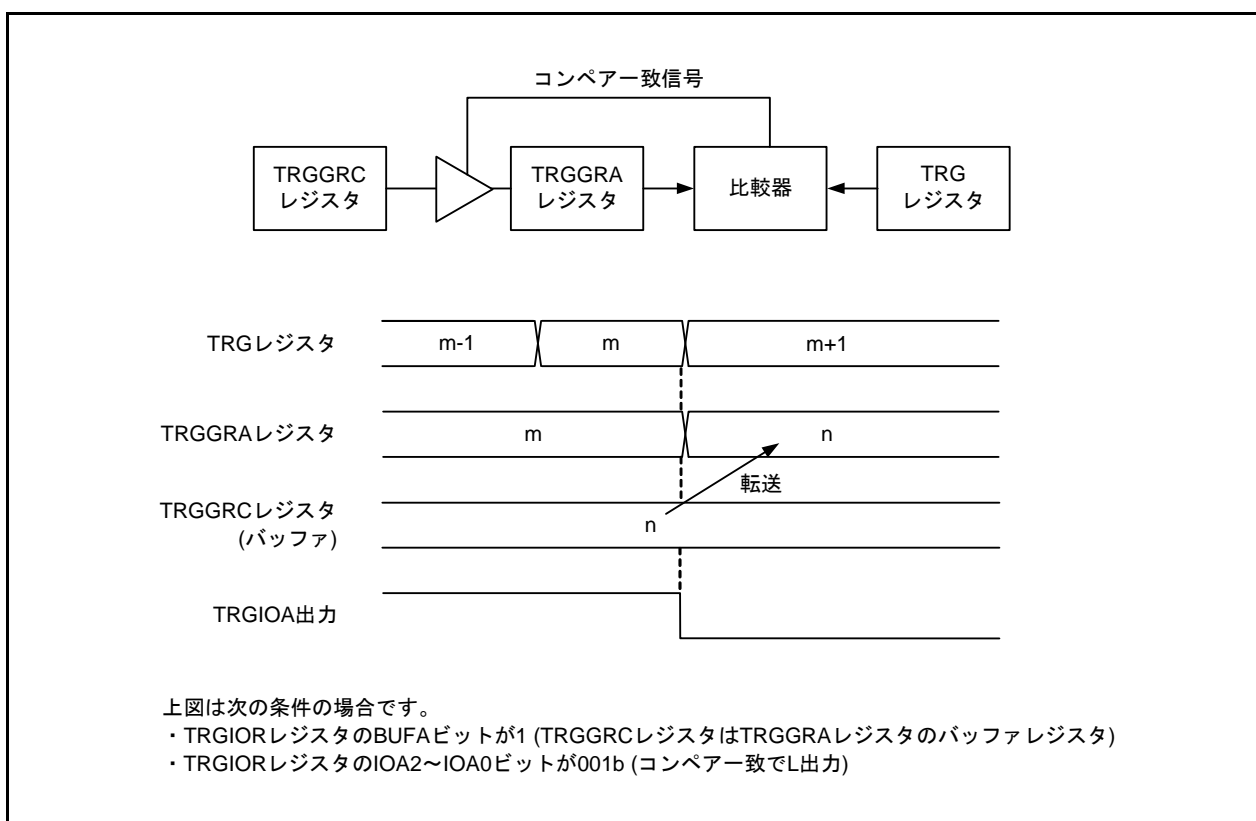 コンペア一致信号
TRGGRC
レジスタ
TRGGRA
レジスタ
比較器
TRG
レジスタ
TRGレジスタ
m-1
m
m+1
TRGGRAレジスタ
m
n
転送
TRGGRCレジスタ
(バッファ)
n
TRGIOA出力
上図は次の条件の場合です。
・TRGIORレジスタのBUFAビットが1 (TRGGRCレジスタはTRGGRAレジスタのバッファレジスタ)
・TRGIORレジスタのIOA2～IOA0ビットが001b (コンペア一致でL出力)